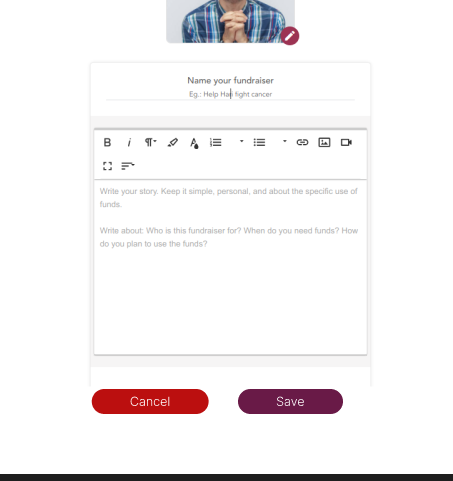 Name your fundraiser
Eg.: Help Hari fight cancer
B i
Write your story. Keep it simple, personal, and about the specific use of
funds.
Write about: Who is this fundraiser for? When do you need funds? How
do you plan to use the funds?
Cancel Save